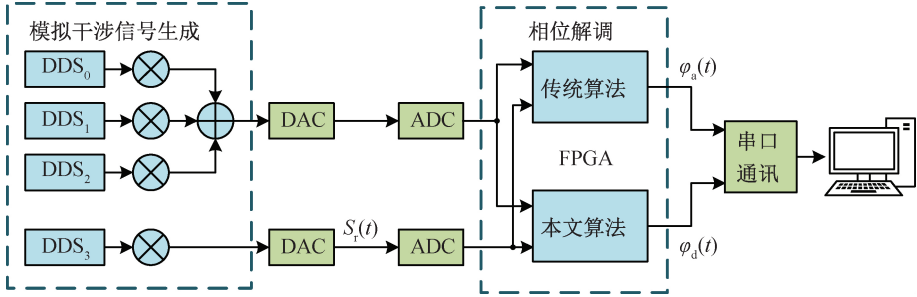 模拟干涉信号生成
DDS₀
DDS₁
DDS₂
DDS₃
DAC
ADC
DAC
Sᵣ(t)
ADC
相位解调
传统算法
FPGA
本文算法
φₐ(t)
φ_d(t)
串口
通讯